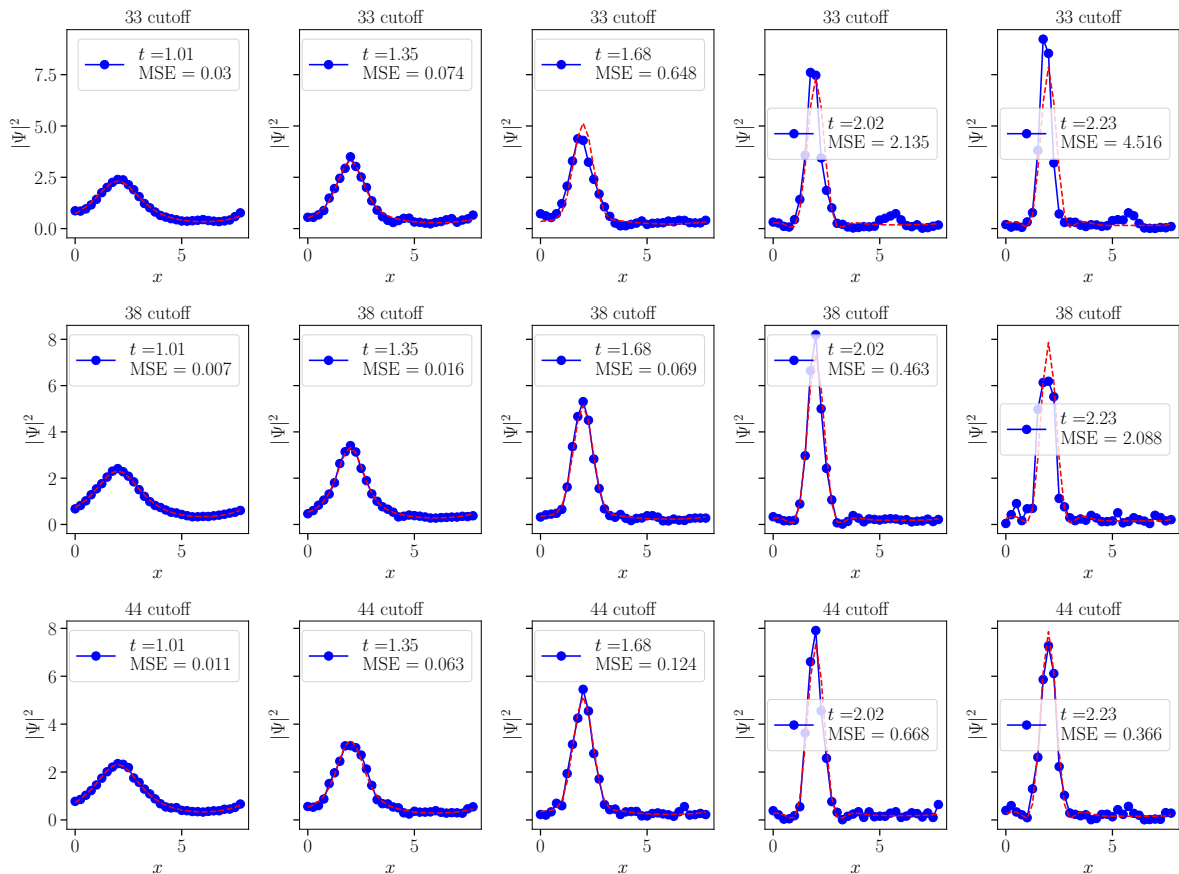 33 cutoff
t =1.01
MSE = 0.03
|Ψ|²
7.5
5.0
2.5
0.0
0
5
x
33 cutoff
t =1.35
MSE = 0.074
|Ψ|²
0
5
x
33 cutoff
t =1.68
MSE = 0.648
|Ψ|²
0
5
x
33 cutoff
t =2.02
MSE = 2.135
|Ψ|²
0
5
x
33 cutoff
t =2.23
MSE = 4.516
|Ψ|²
0
5
x
38 cutoff
t =1.01
MSE = 0.007
|Ψ|²
8
6
4
2
0
0
5
x
38 cutoff
t =1.35
MSE = 0.016
|Ψ|²
0
5
x
38 cutoff
t =1.68
MSE = 0.069
|Ψ|²
0
5
x
38 cutoff
t =2.02
MSE = 0.463
|Ψ|²
0
5
x
38 cutoff
t =2.23
MSE = 2.088
|Ψ|²
0
5
x
44 cutoff
t =1.01
MSE = 0.011
|Ψ|²
8
6
4
2
0
0
5
x
44 cutoff
t =1.35
MSE = 0.063
|Ψ|²
0
5
x
44 cutoff
t =1.68
MSE = 0.124
|Ψ|²
0
5
x
44 cutoff
t =2.02
MSE = 0.668
|Ψ|²
0
5
x
44 cutoff
t =2.23
MSE = 0.366
|Ψ|²
0
5
x